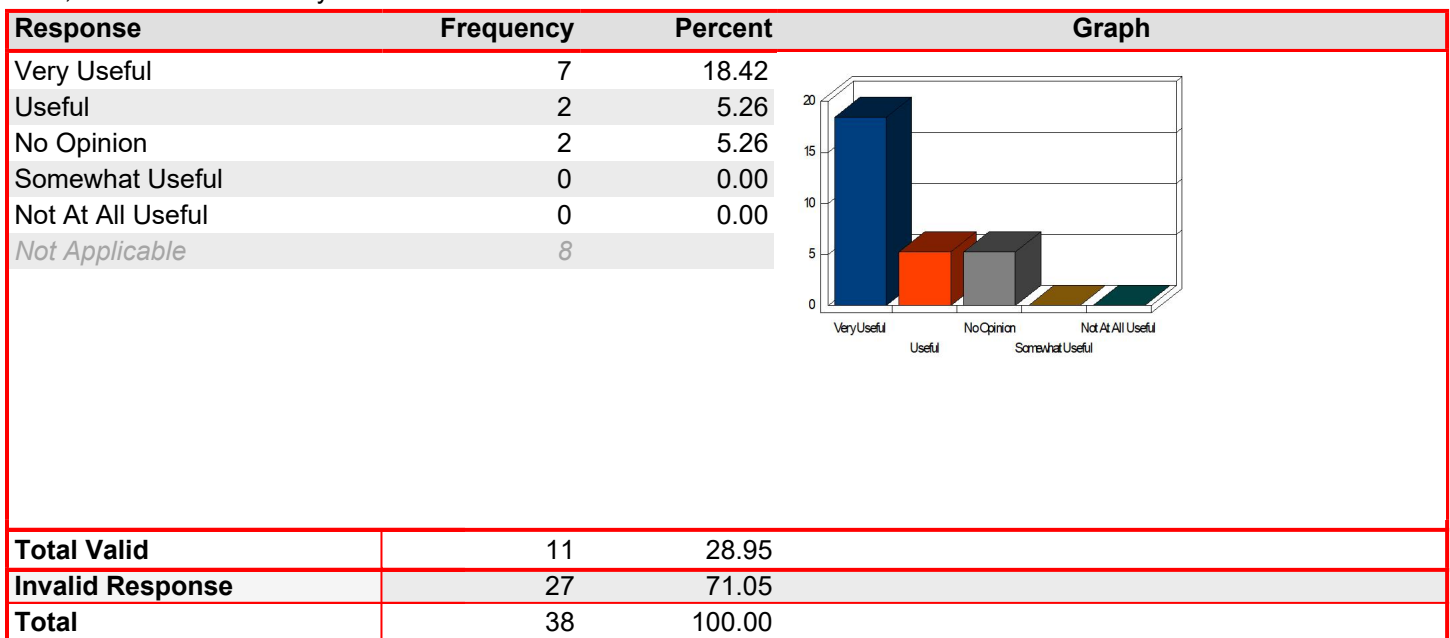 Response Frequency Percent Graph
Very Useful 7 18.42
Useful 2 5.26
No Opinion 2 5.26
Somewhat Useful 0 0.00
Not At All Useful 0 0.00
Not Applicable 8
20
15
10
5
0
Very Useful No Opinion Not At All Useful
Useful Somewhat Useful
Total Valid 11 28.95
Invalid Response 27 71.05
Total 38 100.00